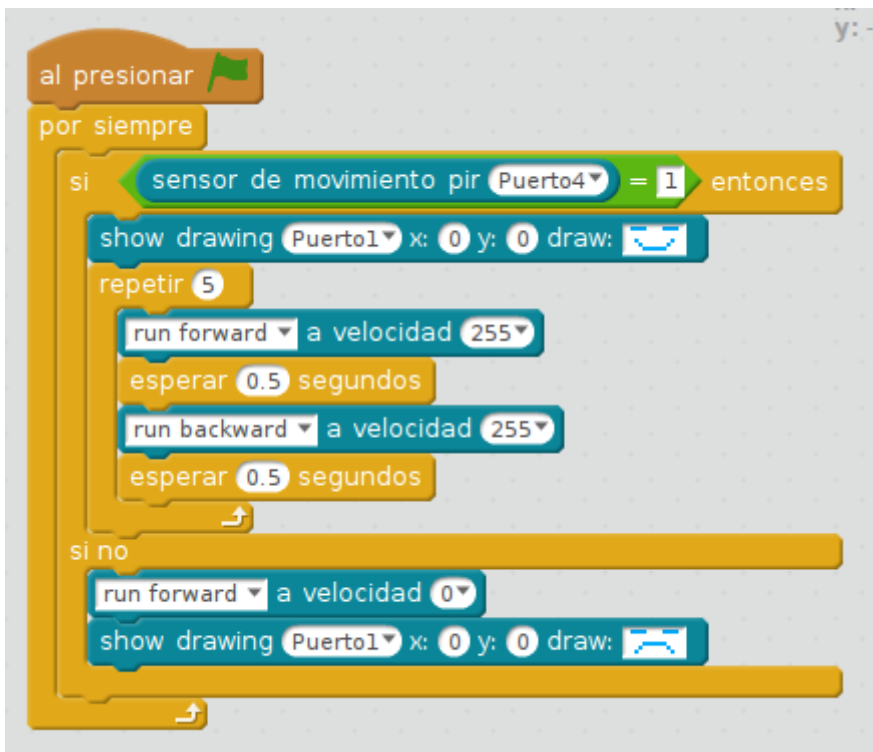 y: -
al presionar
por siempre
si sensor de movimiento pir Puerto4 = 1 entonces
show drawing Puerto1 x: 0 y: 0 draw:
repetir 5
run forward a velocidad 255
esperar 0.5 segundos
run backward a velocidad 255
esperar 0.5 segundos
si no
run forward a velocidad 0
show drawing Puerto1 x: 0 y: 0 draw: